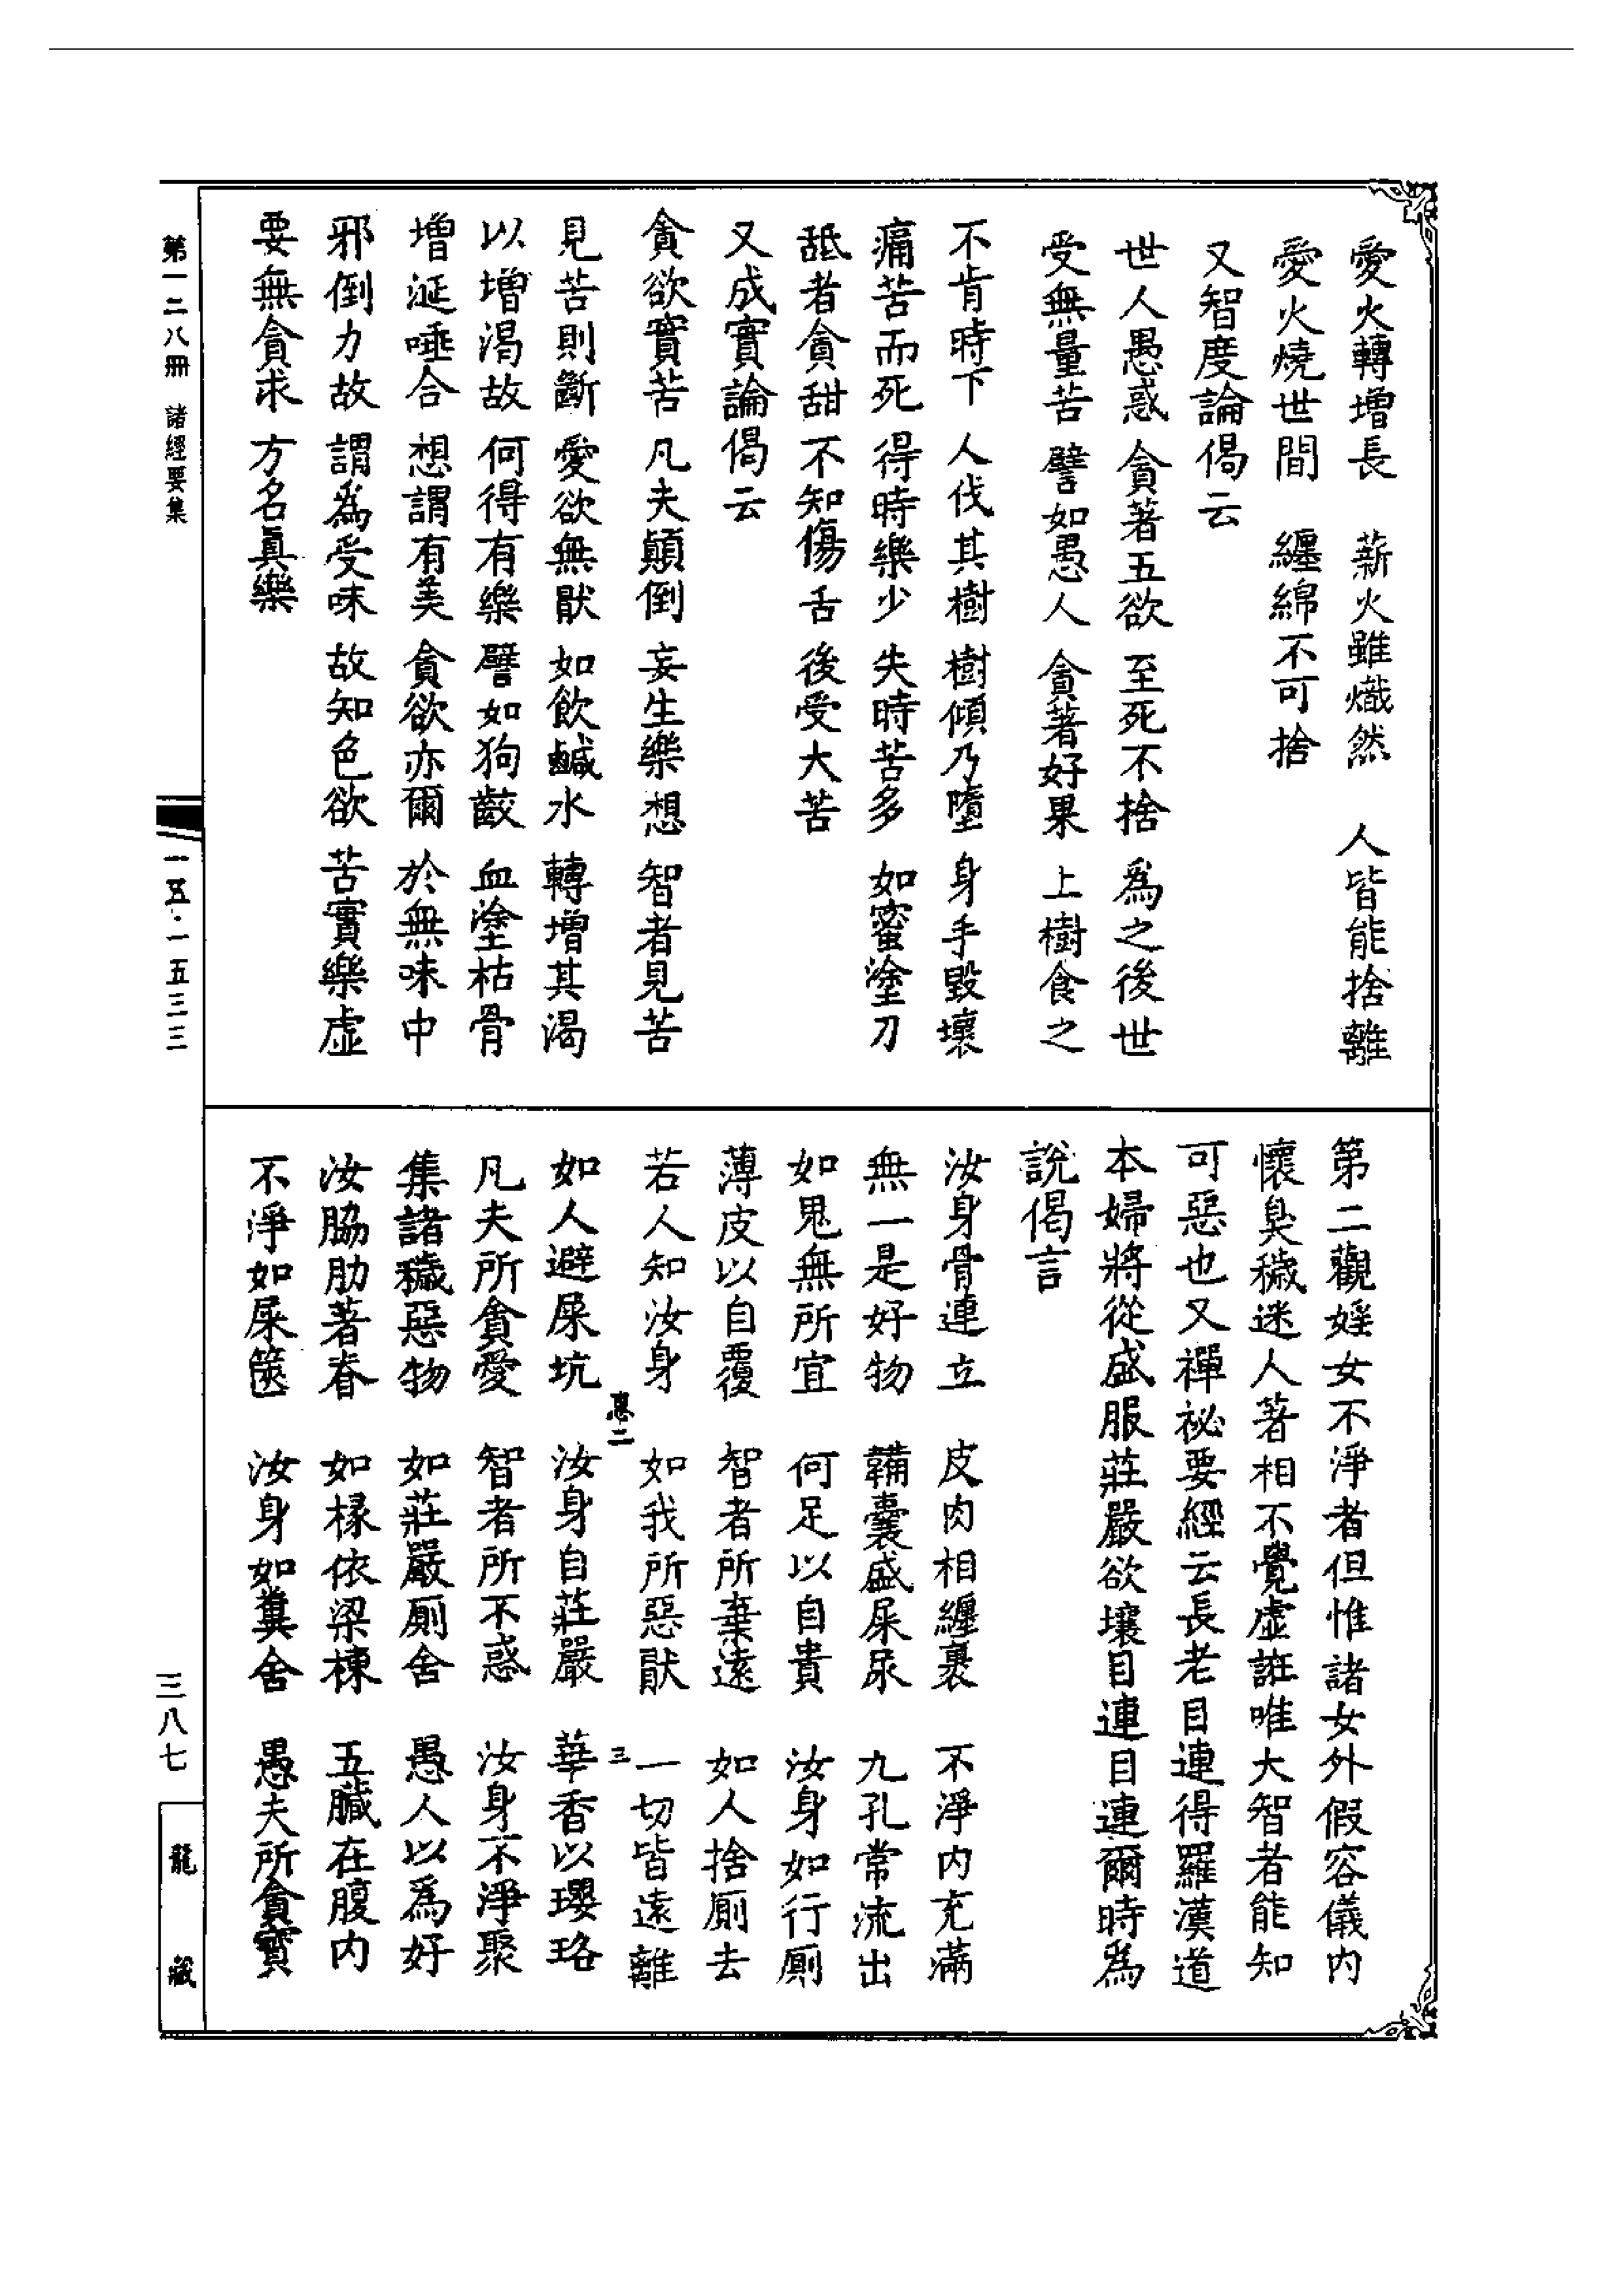 愛火轉增長　薪火雖熾然　人皆能捨離
愛火燒世間　纏綿不可捨
又智度論偈云
世人愚惑　貪著五欲　至死不捨　爲之後世
受無量苦　譬如愚人　貪著好果　上樹食之
不肯時下　人伐其樹　樹傾乃墮　身手毀壞
痛苦而死　得時樂少　失時苦多　如蜜塗刀
舐者貪甜　不知傷舌　後受大苦
又成實論偈云
貪欲實苦　凡夫顛倒　妄生樂想　智者見苦
見苦則斷　愛欲無猒　如飲鹹水　轉增其渴
以增渴故　何得有樂　譬如狗齩　血塗枯骨
增涎唾合　想謂有美　貪欲亦爾　於無味中
邪倒力故　謂爲受味　故知色欲　苦實樂虛
要無貪求　方名眞樂
第二觀婬女不淨者但惟諸女外假容儀內
懷臭穢迷人著相不覺虛誑唯大智者能知
可惡也又禪祕要經云長老目連得羅漢道
本婦將從盛服莊嚴欲壞目連目連爾時爲
說偈言
汝身骨連立　皮肉相纏裹　不淨內充滿
無一是好物　韛囊盛屎尿　九孔常流出
如鬼無所宜　何足以自貴　汝身如行廁
薄皮以自覆　智者所棄遠　如人捨廁去
若人知汝身　如我所惡猒　一切皆遠離
惡二　三
如人避屎坑　汝身自莊嚴　華香以瓔珞
凡夫所貪愛　智者所不惑　汝身不淨聚
集諸穢惡物　如莊嚴廁舍　愚人以爲好
汝脇肋著脊　如椽依梁棟　五臟在腹內
不淨如屎篋　汝身如糞舍　愚夫所貪寶
第一二八冊　諸經要集
一五·一五三三
三八七
龍藏